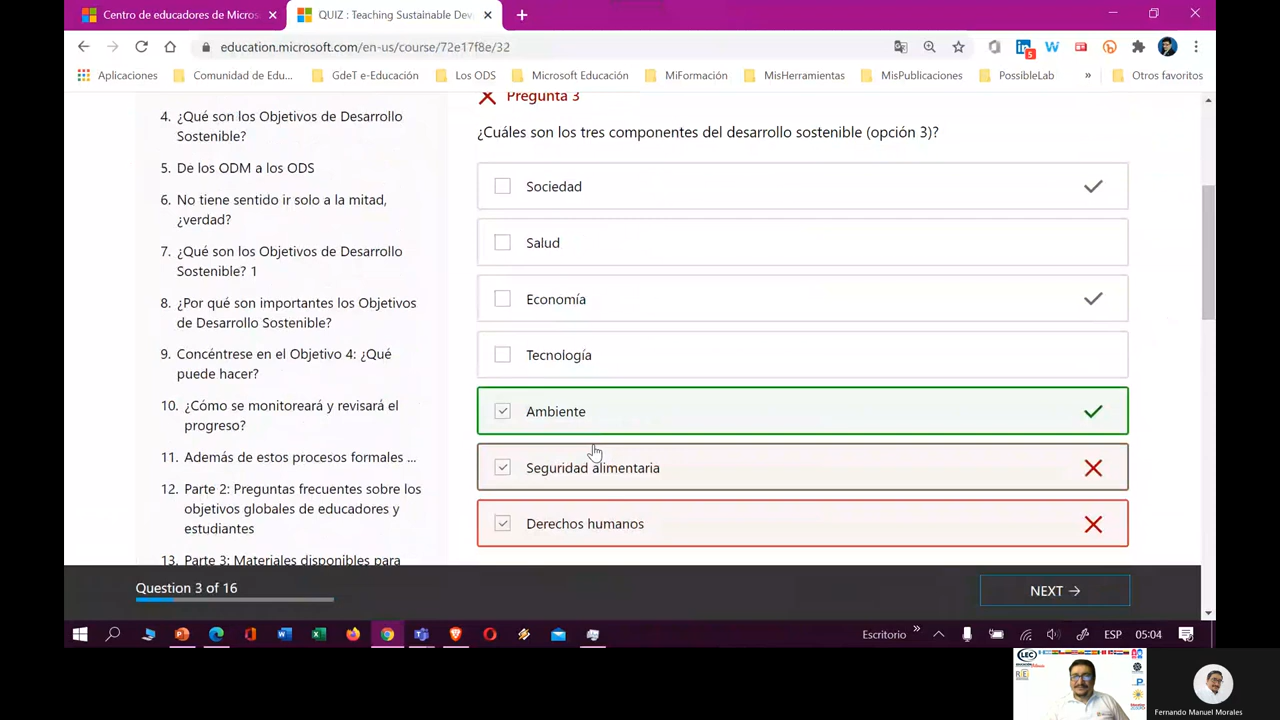 Centro de educadores de Micros
QUIZ : Teaching Sustainable Dev
education.microsoft.com/en-us/course/72e17f8e/32
5
Aplicaciones
Comunidad de Edu...
GdeT e-Educación
Los ODS
Microsoft Educación
MiFormación
MisHerramientas
MisPublicaciones
PossibleLab
»
Otros favoritos
4. ¿Qué son los Objetivos de Desarrollo
Sostenible?
5. De los ODM a los ODS
6. No tiene sentido ir solo a la mitad,
¿verdad?
7. ¿Qué son los Objetivos de Desarrollo
Sostenible? 1
8. ¿Por qué son importantes los Objetivos
de Desarrollo Sostenible?
9. Concéntrese en el Objetivo 4: ¿Qué
puede hacer?
10. ¿Cómo se monitoreará y revisará el
progreso?
11. Además de estos procesos formales ...
12. Parte 2: Preguntas frecuentes sobre los
objetivos globales de educadores y
estudiantes
13. Parte 3: Materiales disponibles para
Pregunta 3
¿Cuáles son los tres componentes del desarrollo sostenible (opción 3)?
Sociedad
Salud
Economía
Tecnología
Ambiente
Seguridad alimentaria
Derechos humanos
Question 3 of 16
NEXT →
Escritorio
»
ESP
05:04
LEC
RE
Fernando Manuel Morales